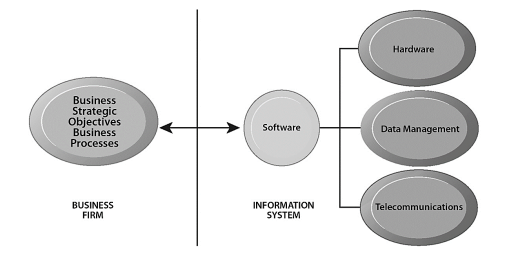 Business
Strategic
Objectives
Business
Processes
BUSINESS
FIRM
Software
INFORMATION
SYSTEM
Hardware
Data Management
Telecommunications